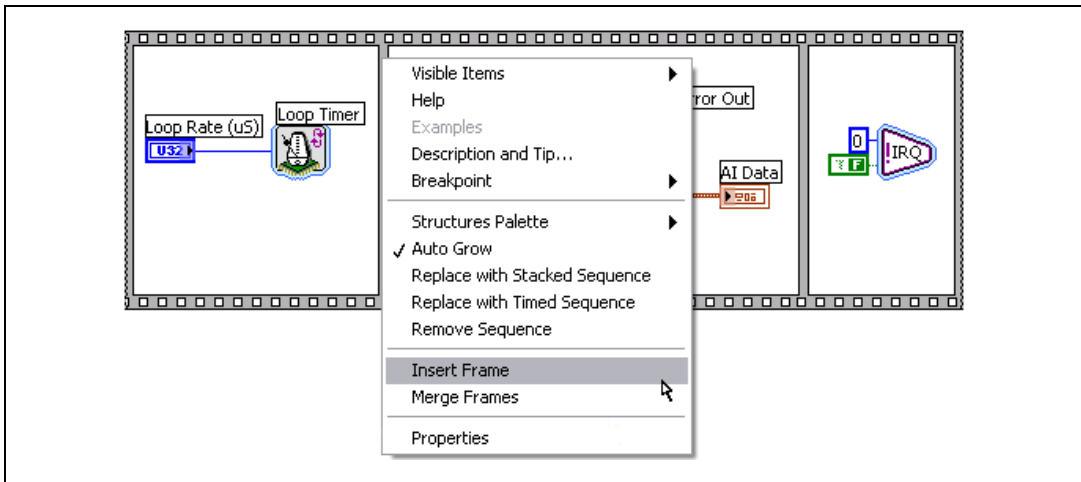 Visible Items
Help
ror Out
Loop Timer
Examples
Loop Rate (uS)
0
U32
Description and Tip...
IRQ
F
AI Data
Breakpoint
Structures Palette
Auto Grow
Replace with Stacked Sequence
Replace with Timed Sequence
Remove Sequence
Insert Frame
Merge Frames
Properties